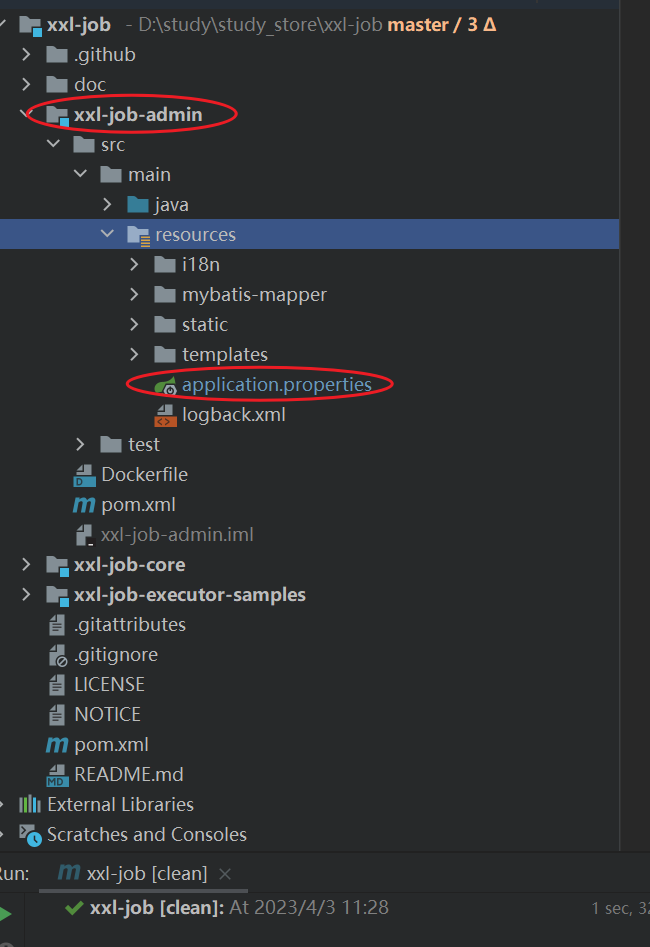 xxl-job - D:\study\study_store\xxl-job master / 3 Δ
.github
doc
xxl-job-admin
src
main
java
resources
i18n
mybatis-mapper
static
templates
application.properties
logback.xml
test
Dockerfile
pom.xml
xxl-job-admin.iml
xxl-job-core
xxl-job-executor-samples
.gitattributes
.gitignore
LICENSE
NOTICE
pom.xml
README.md
External Libraries
Scratches and Consoles
Run: xxl-job [clean] ×
xxl-job [clean]: At 2023/4/3 11:28 1 sec, 32